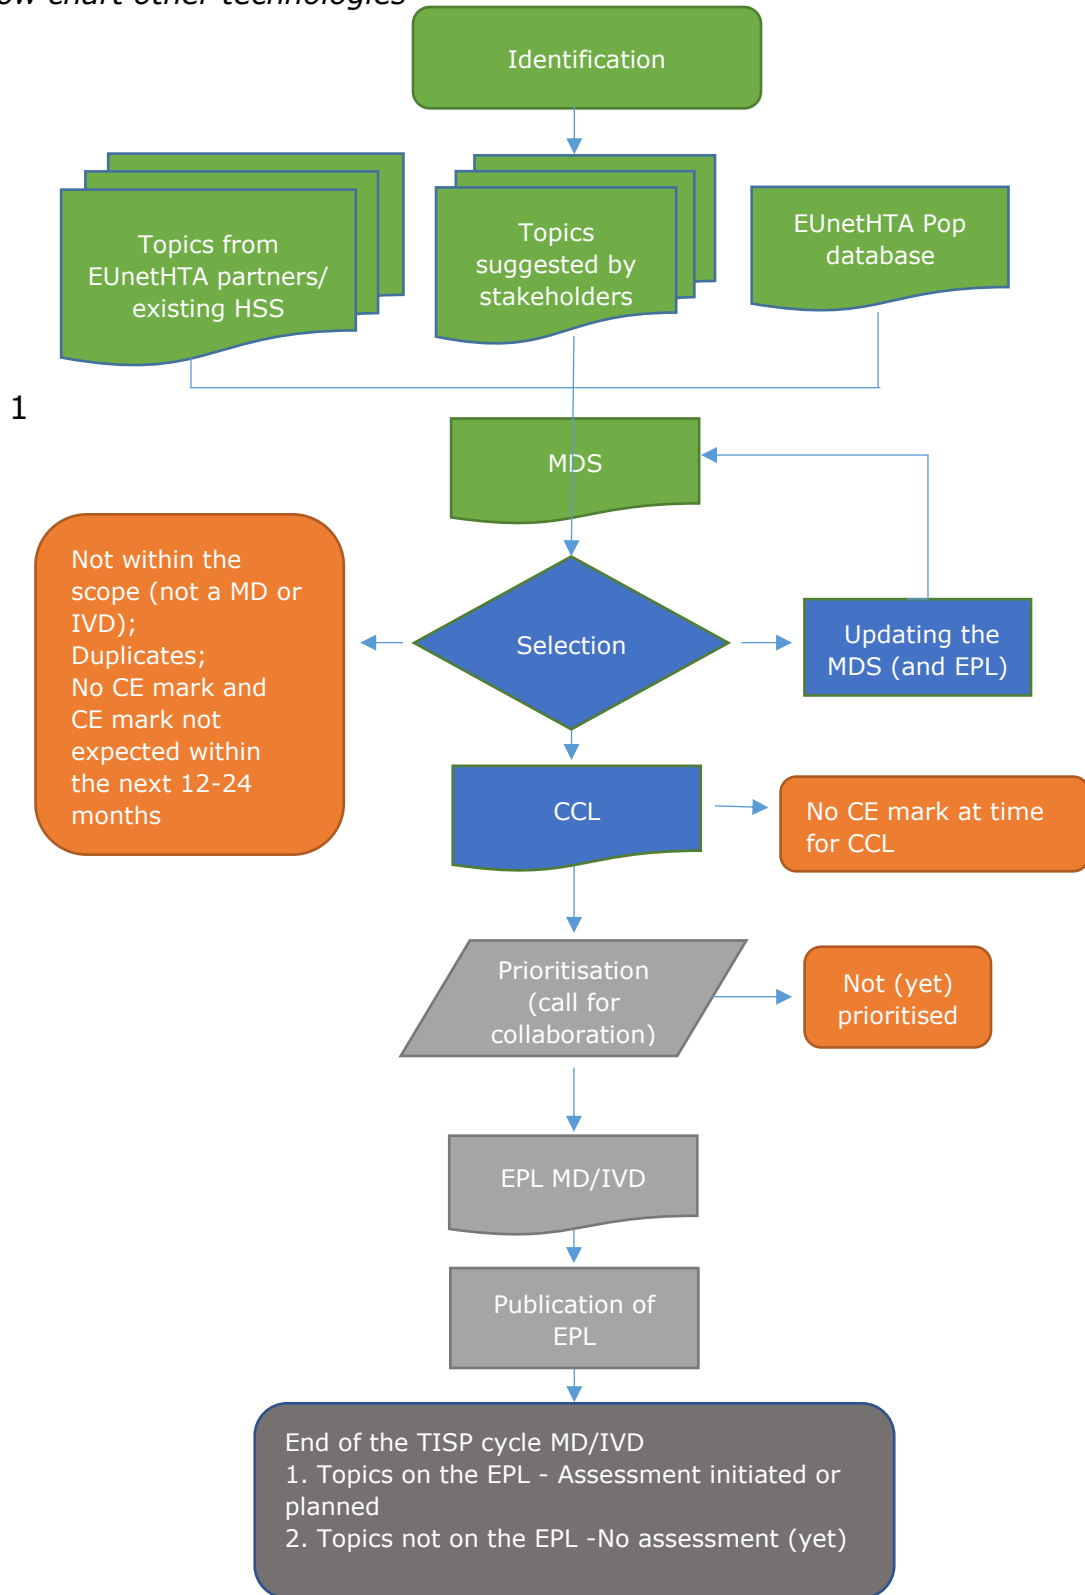 chart other technologies
Identification
Topics from
EUnetHTA partners/
existing HSS
Topics
suggested by
stakeholders
EUnetHTA Pop
database
1
MDS
Not within the
scope (not a MD or
IVD);
Duplicates;
No CE mark and
CE mark not
expected within
the next 12-24
months
Selection
Updating the
MDS (and EPL)
CCL
No CE mark at time
for CCL
Prioritisation
(call for
collaboration)
Not (yet)
prioritised
EPL MD/IVD
Publication of
EPL
End of the TISP cycle MD/IVD
1. Topics on the EPL - Assessment initiated or
planned
2. Topics not on the EPL -No assessment (yet)